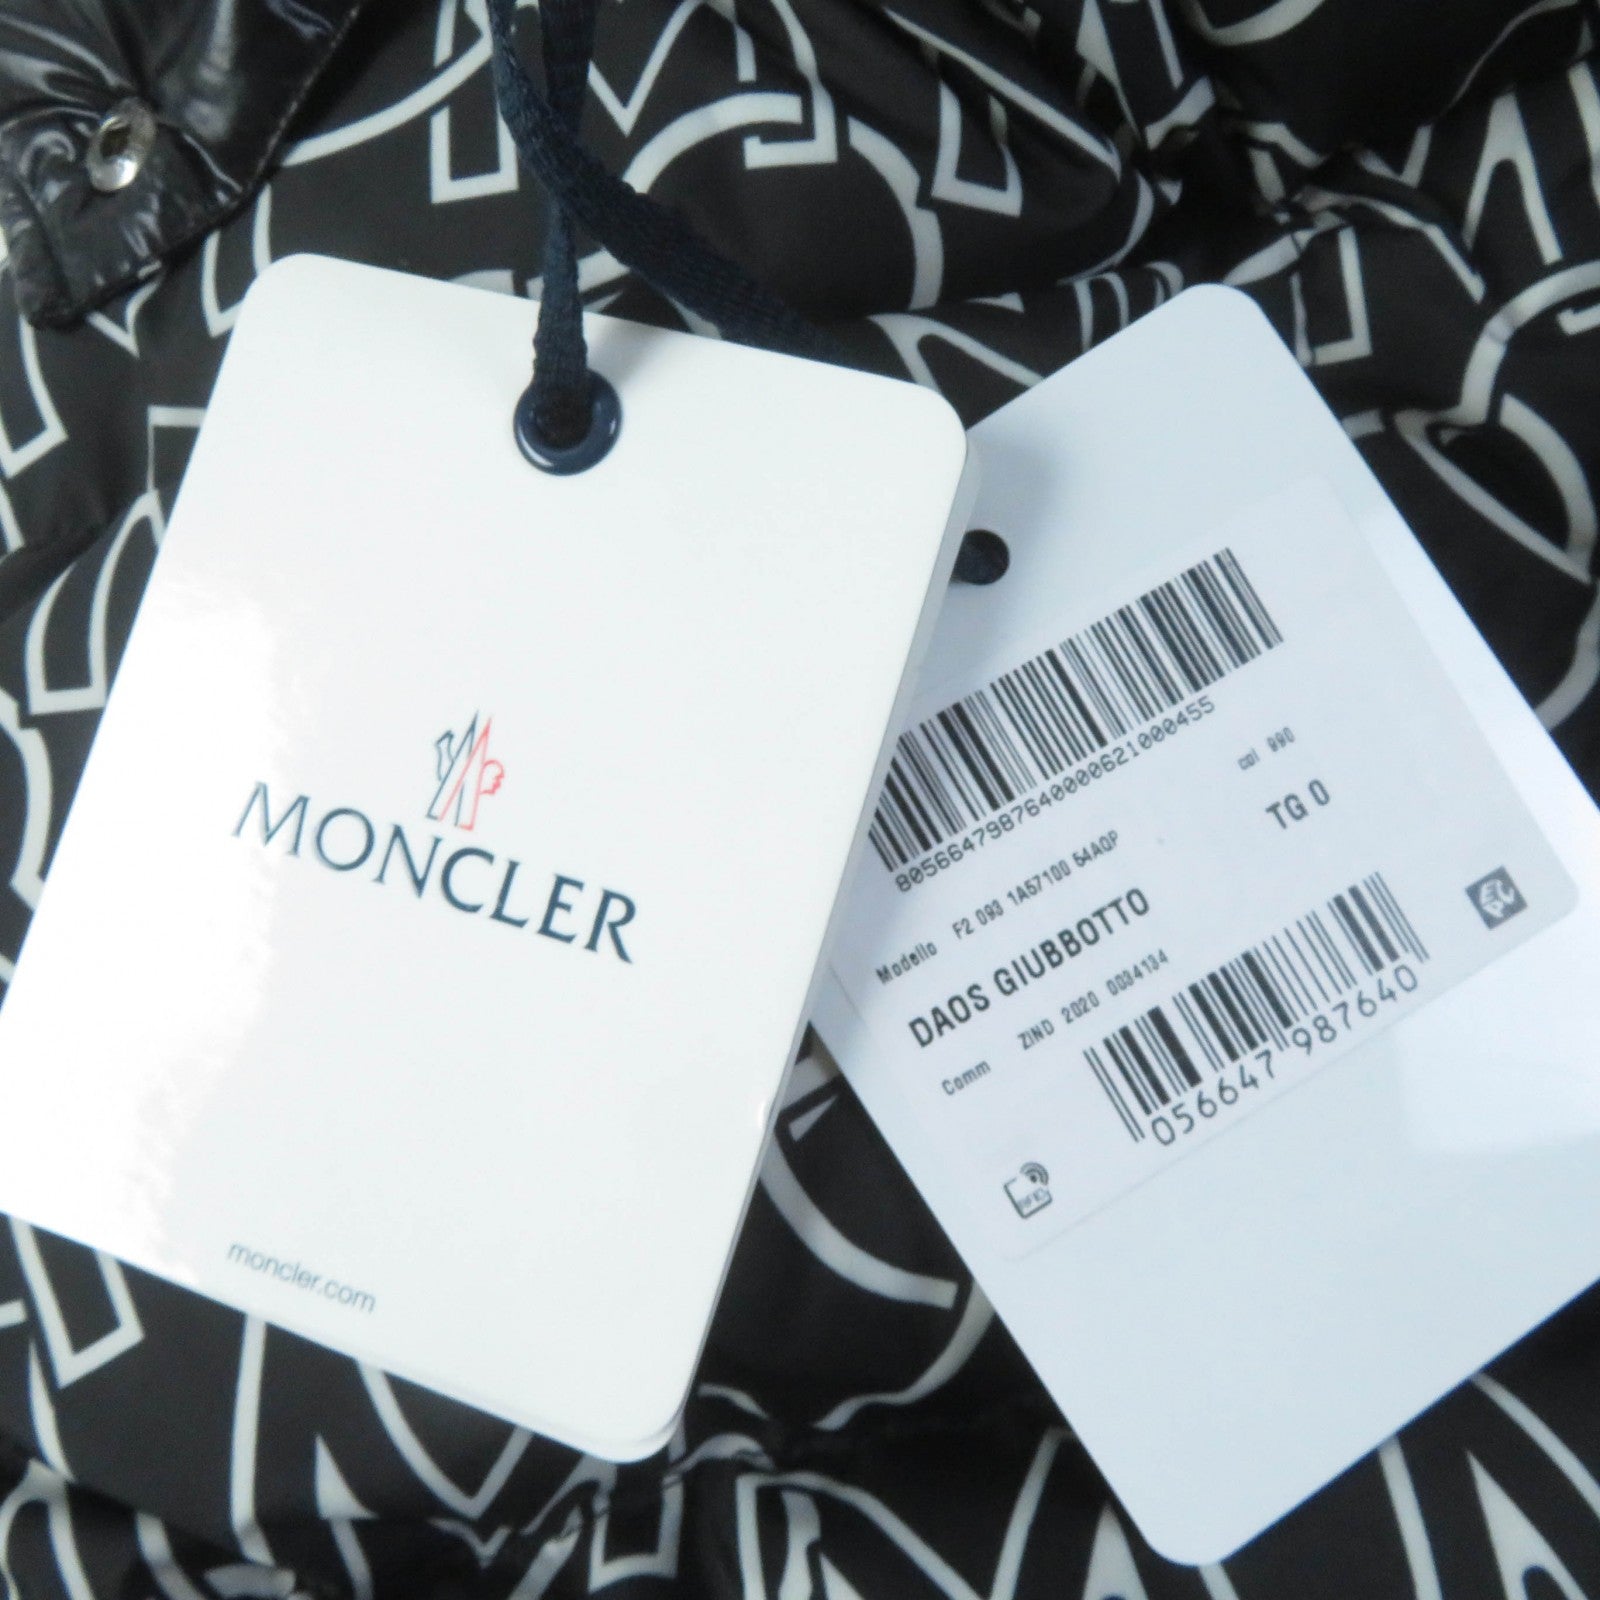 MONCLER
moncler.com
8056647987640000621000455
col 990
Modello F2 093 1A57100 54AQP
TG 0
DAOS GIUBBOTTO
Comm ZIND 2020 0034134
056647 987640